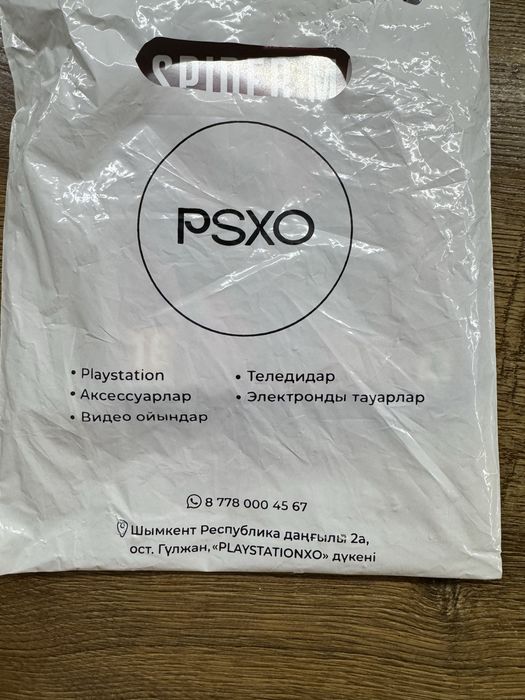 SPIDER
PSXO
• Playstation
• Аксессуарлар
• Видео ойындар
• Теледидар
• Электронды тауарлар
8 778 000 45 67
Шымкент Республика даңғылы 2а,
ост. Гүлжан, «PLAYSTATIONXO» дүкені